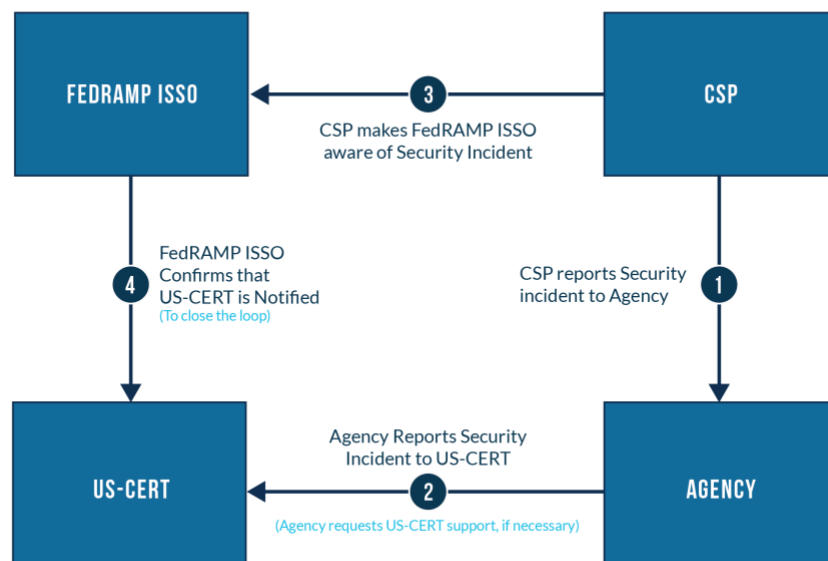 FEDRAMP ISSO
CSP
3
CSP makes FedRAMP ISSO
aware of Security Incident
4
FedRAMP ISSO
Confirms that
US-CERT is Notified
(To close the loop)
CSP reports Security
incident to Agency
1
US-CERT
Agency Reports Security
Incident to US-CERT
2
(Agency requests US-CERT support, if necessary)
AGENCY